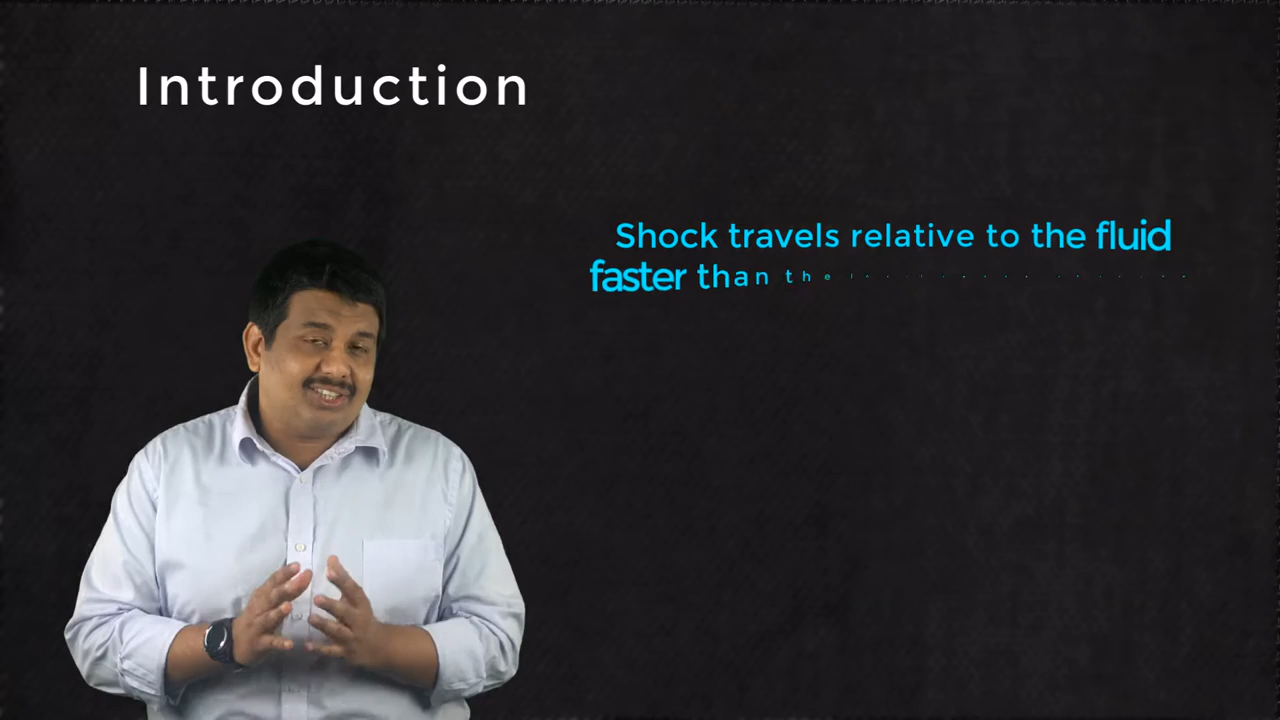 Introduction
Shock travels relative to the fluid
faster than the